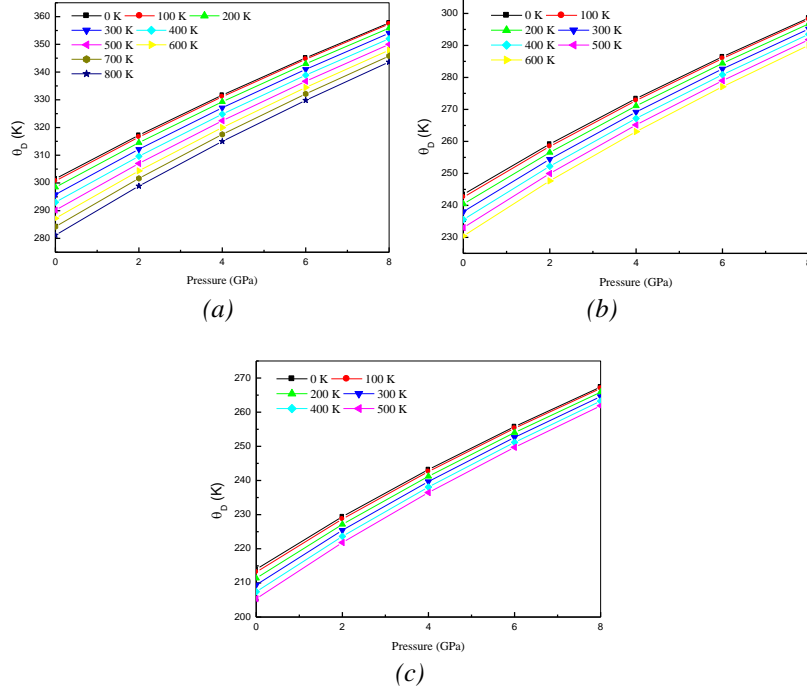 360
350
340
330
320
310
300
290
280
0 K 100 K 200 K
300 K 400 K
500 K 600 K
700 K
800 K
θD (K)
0 2 4 6 8
Pressure (GPa)
(a)
300
290
280
270
260
250
240
230
0 K 100 K
200 K 300 K
400 K 500 K
600 K
θD (K)
0 2 4 6 8
Pressure (GPa)
(b)
270
260
250
240
230
220
210
200
0 K 100 K
200 K 300 K
400 K 500 K
θD (K)
0 2 4 6 8
Pressure (GPa)
(c)